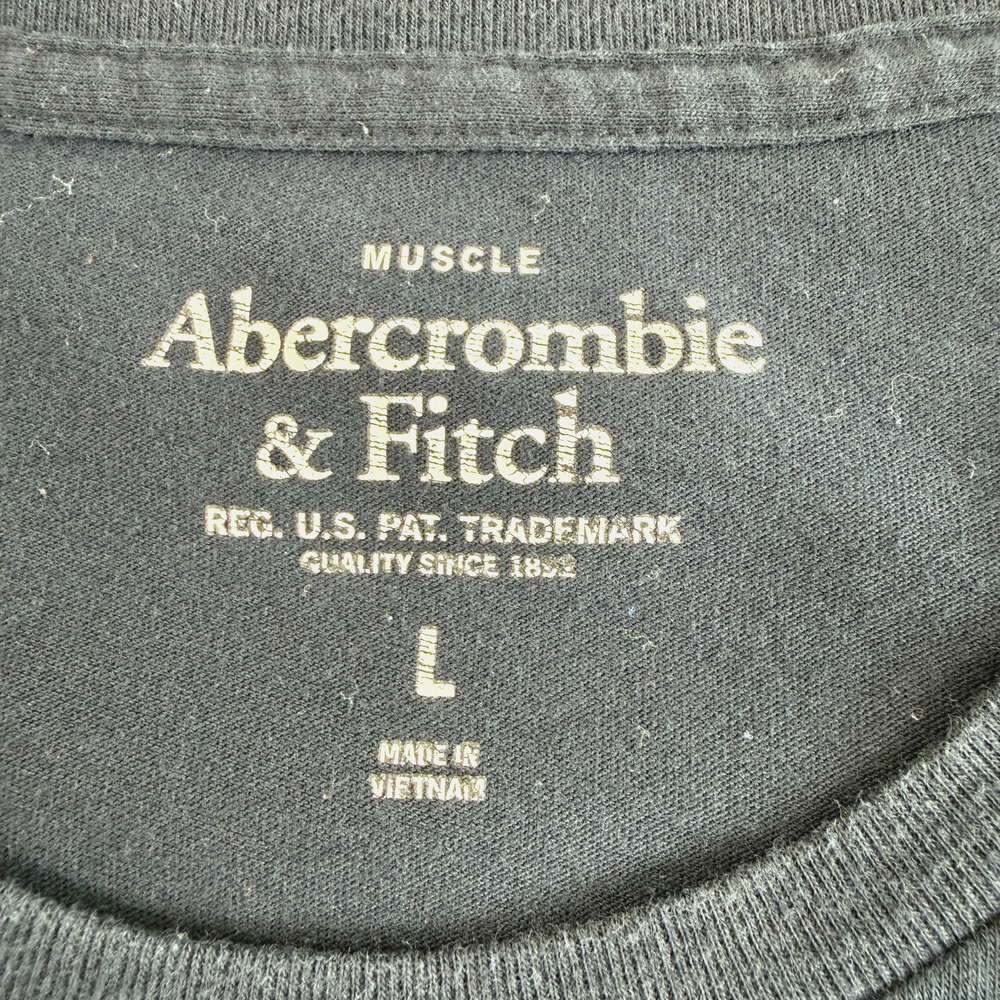 MUSCLE
Abercrombie
& Fitch
REG. U.S. PAT. TRADEMARK
QUALITY SINCE 1892
L
MADE IN
VIETNAM